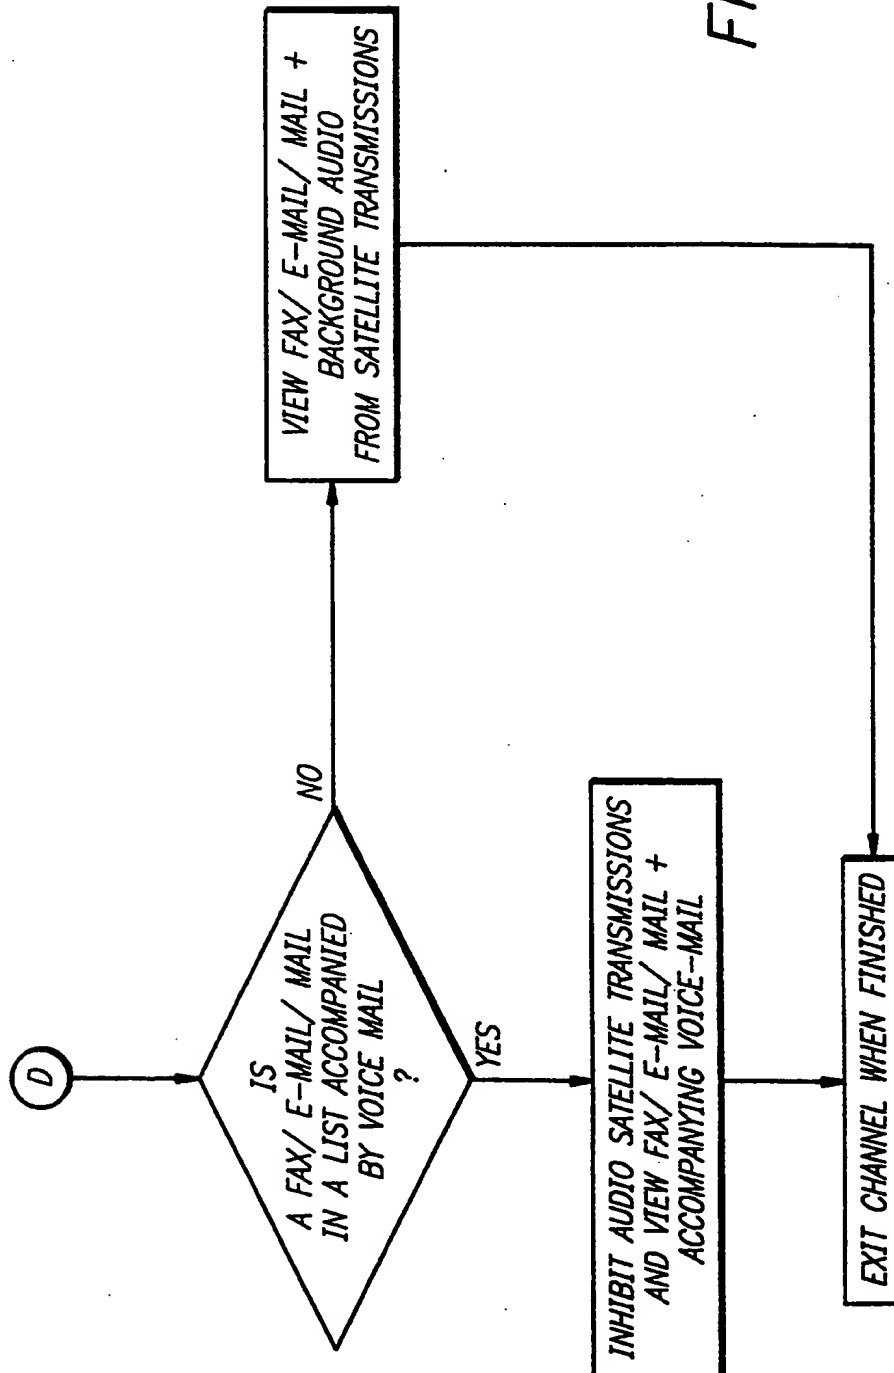 D
IS
A FAX/ E-MAIL/ MAIL
IN A LIST ACCOMPANIED
BY VOICE MAIL
?
NO
VIEW FAX/ E-MAIL/ MAIL +
BACKGROUND AUDIO
FROM SATELLITE TRANSMISSIONS
YES
INHIBIT AUDIO SATELLITE TRANSMISSIONS
AND VIEW FAX/ E-MAIL/ MAIL +
ACCOMPANYING VOICE-MAIL
EXIT CHANNEL WHEN FINISHED